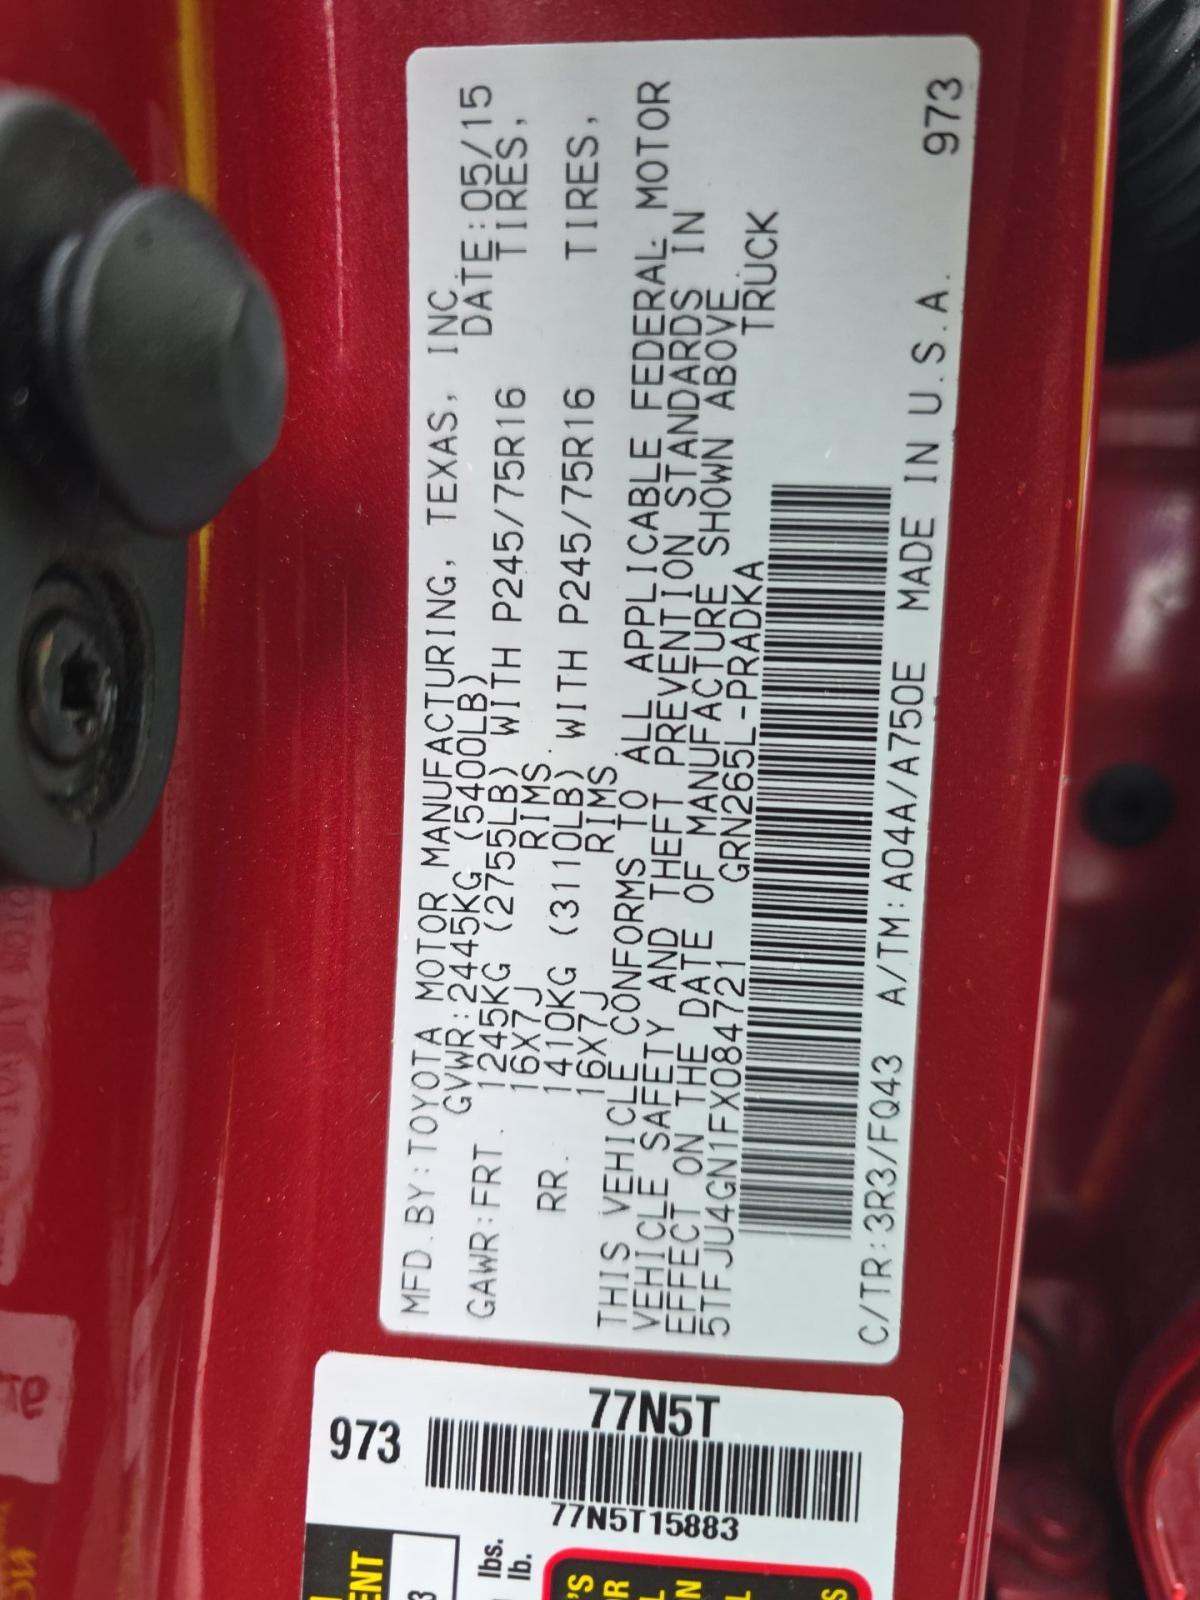 MFD.BY:TOYOTA MOTOR MANUFACTURING, TEXAS, INC.
GVWR:2445KG(5400LB) DATE:05/15
GAWR:FRT. 1245KG (2755LB) WITH P245/75R16 TIRES,
16X7J RIMS.
RR. 1410KG (3110LB) WITH P245/75R16 TIRES,
16X7J RIMS.
THIS VEHICLE CONFORMS TO ALL APPLICABLE FEDERAL MOTOR
VEHICLE SAFETY AND THEFT PREVENTION STANDARDS IN
EFFECT ON THE DATE OF MANUFACTURE SHOWN ABOVE.
5TFJU4GN1FX084721 GRN265L-PRADKA TRUCK
C/TR:3R3/FQ43 A/TM:A04A/A750E MADE IN U.S.A. 973
973
77N5T
77N5T15883
lbs.
lb.